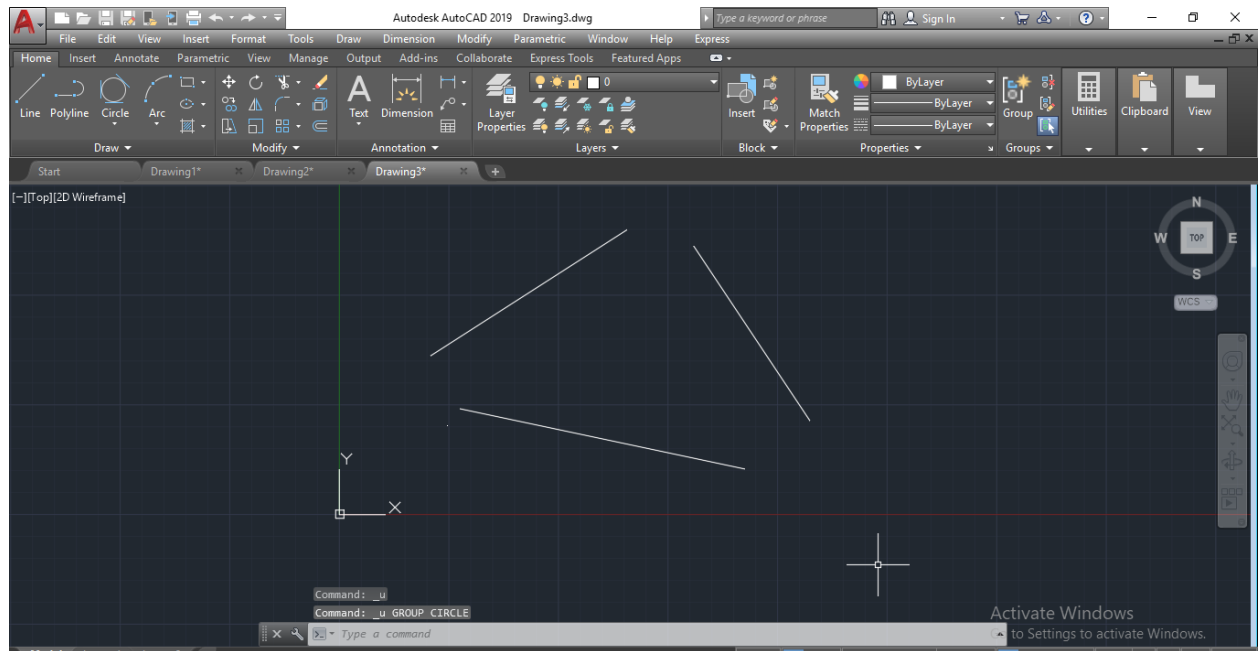 Autodesk AutoCAD 2019 Drawing3.dwg Type a keyword or phrase Sign In
File Edit View Insert Format Tools Draw Dimension Modify Parametric Window Help Express
Home Insert Annotate Parametric View Manage Output Add-ins Collaborate Express Tools Featured Apps
0 ByLayer
ByLayer
Line Polyline Circle Arc Text Dimension Layer Properties Insert Match Properties ByLayer Group Utilities Clipboard View
Draw Modify Annotation Layers Block Properties Groups
Start Drawing1* Drawing2* Drawing3* +
[−][Top][2D Wireframe]
N
W TOP E
S
WCS
Y
X
Command: _u
Command: _u GROUP CIRCLE
Type a command
Activate Windows
to Settings to activate Windows.